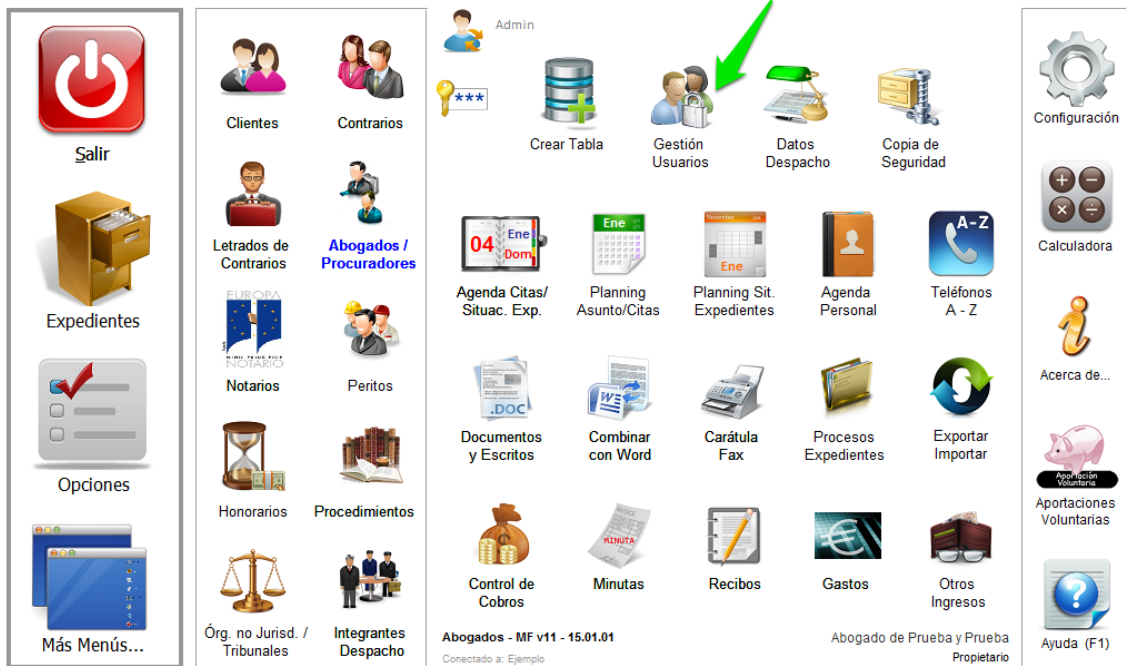 Salir
Expedientes
Opciones
Más Menús...
Clientes
Contrarios
Letrados de
Contrarios
Abogados /
Procuradores
EUROPA
NOTARIO
Notarios
Peritos
Honorarios
Procedimientos
Órg. no Jurisd. /
Tribunales
Integrantes
Despacho
Admin
***
Crear Tabla
Gestión
Usuarios
Datos
Despacho
Copia de
Seguridad
04
Ene
Dom
Agenda Citas/
Situac. Exp.
Ene
Planning
Asunto/Citas
November
Ene
Planning Sit.
Expedientes
Agenda
Personal
A-Z
Teléfonos
A - Z
.DOC
Documentos
y Escritos
W
Combinar
con Word
Carátula
Fax
Procesos
Expedientes
Exportar
Importar
Control de
Cobros
INVOICE
MINUTA
Minutas
Recibos
€
Gastos
Otros
Ingresos
Abogados - MF v11 - 15.01.01
Conectado a: Ejemplo
Abogado de Prueba y Prueba
Propietario
Configuración
+ −
× ÷
Calculadora
i
Acerca de...
Aportación
Voluntaria
Aportaciones
Voluntarias
?
Ayuda (F1)